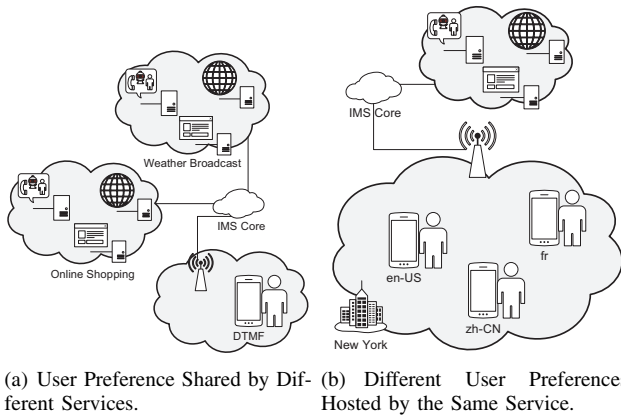 Weather Broadcast
IMS Core
Online Shopping
DTMF
IMS Core
en-US
fr
zh-CN
New York
(a) User Preference Shared by Dif-
ferent Services.
(b) Different User Preference
Hosted by the Same Service.